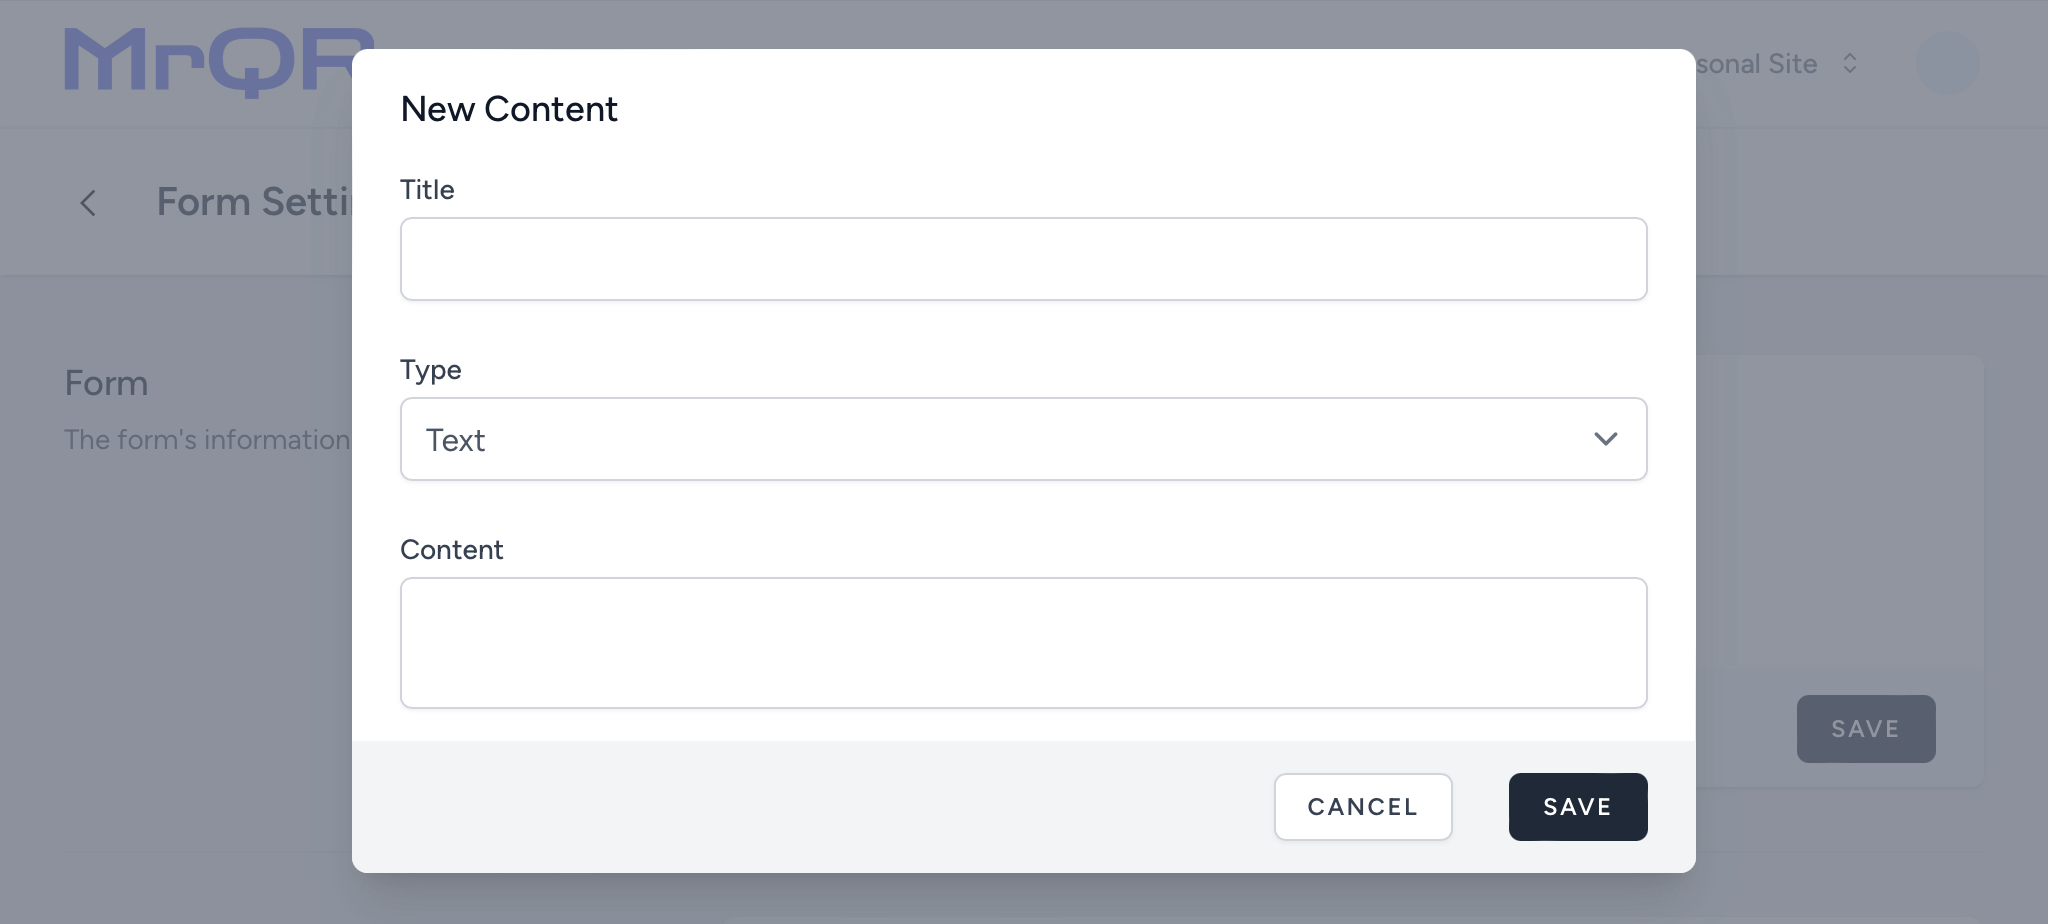 MrQR
sonal Site
New Content
Form Setti
Title
Type
Form
The form's information
Text
Content
SAVE
CANCEL
SAVE